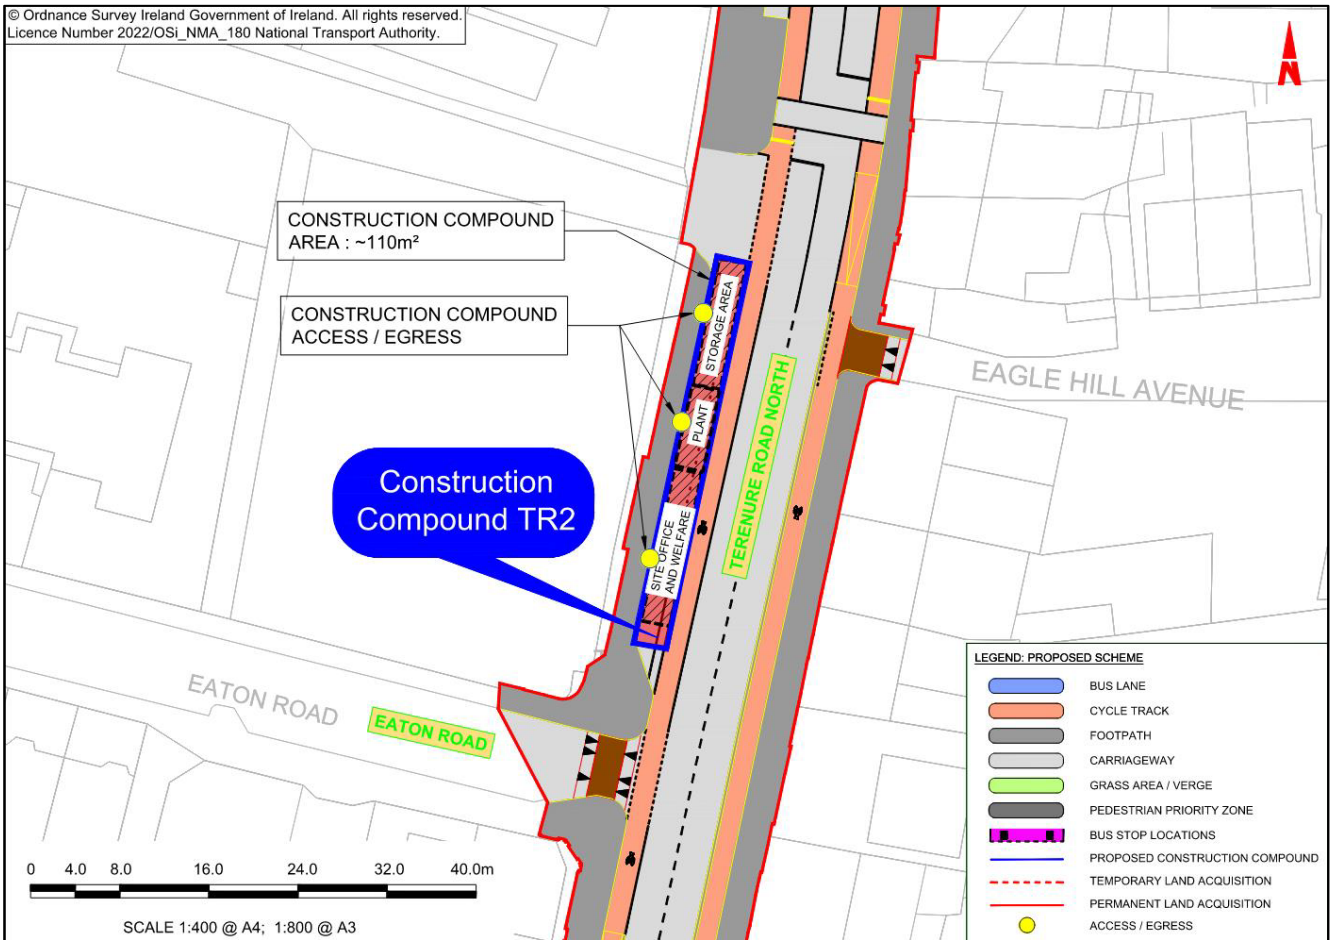 © Ordnance Survey Ireland Government of Ireland. All rights reserved.
Licence Number 2022/OSi_NMA_180 National Transport Authority.
N
CONSTRUCTION COMPOUND
AREA : ~110m²
CONSTRUCTION COMPOUND
ACCESS / EGRESS
STORAGE AREA
PLANT
SITE OFFICE
AND WELFARE
Construction
Compound TR2
TERENURE ROAD NORTH
EAGLE HILL AVENUE
EATON ROAD
EATON ROAD
LEGEND: PROPOSED SCHEME
BUS LANE
CYCLE TRACK
FOOTPATH
CARRIAGEWAY
GRASS AREA / VERGE
PEDESTRIAN PRIORITY ZONE
BUS STOP LOCATIONS
PROPOSED CONSTRUCTION COMPOUND
TEMPORARY LAND ACQUISITION
PERMANENT LAND ACQUISITION
ACCESS / EGRESS
0 4.0 8.0 16.0 24.0 32.0 40.0m
SCALE 1:400 @ A4; 1:800 @ A3